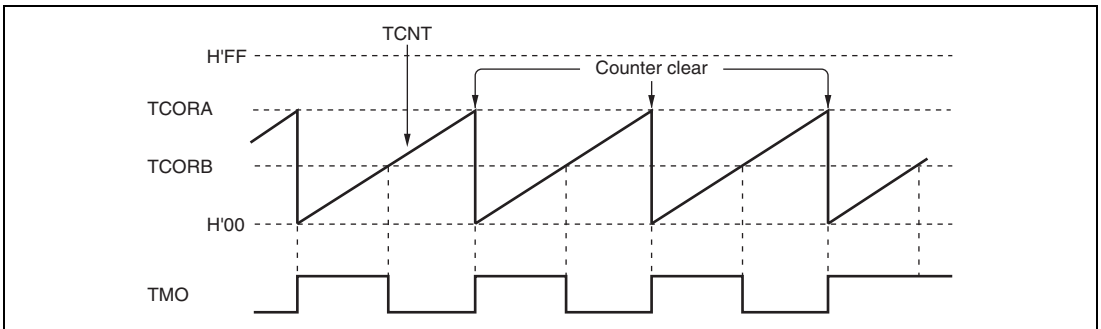 TCNT
H'FF
Counter clear
TCORA
TCORB
H'00
TMO